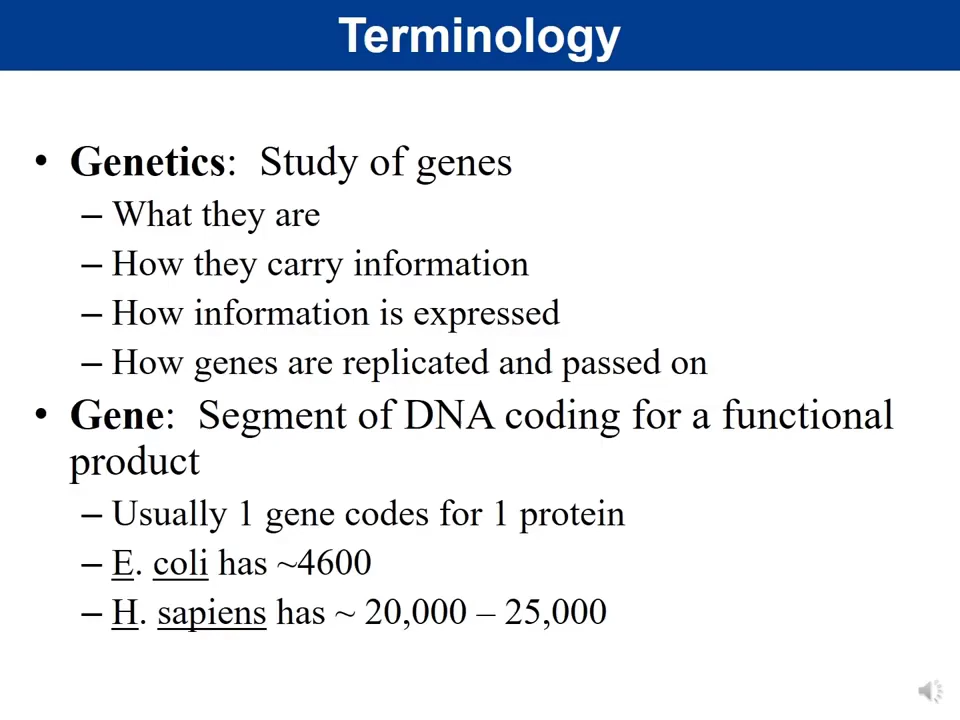 Terminology
• Genetics: Study of genes
– What they are
– How they carry information
– How information is expressed
– How genes are replicated and passed on
• Gene: Segment of DNA coding for a functional
product
– Usually 1 gene codes for 1 protein
– E. coli has ~4600
– H. sapiens has ~ 20,000 – 25,000